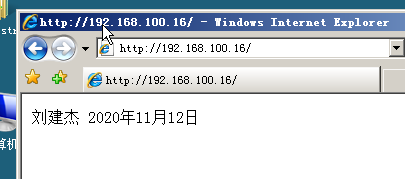 http://192.168.100.16/ - Windows Internet Explorer
http://192.168.100.16/
http://192.168.100.16/
刘建杰 2020年11月12日